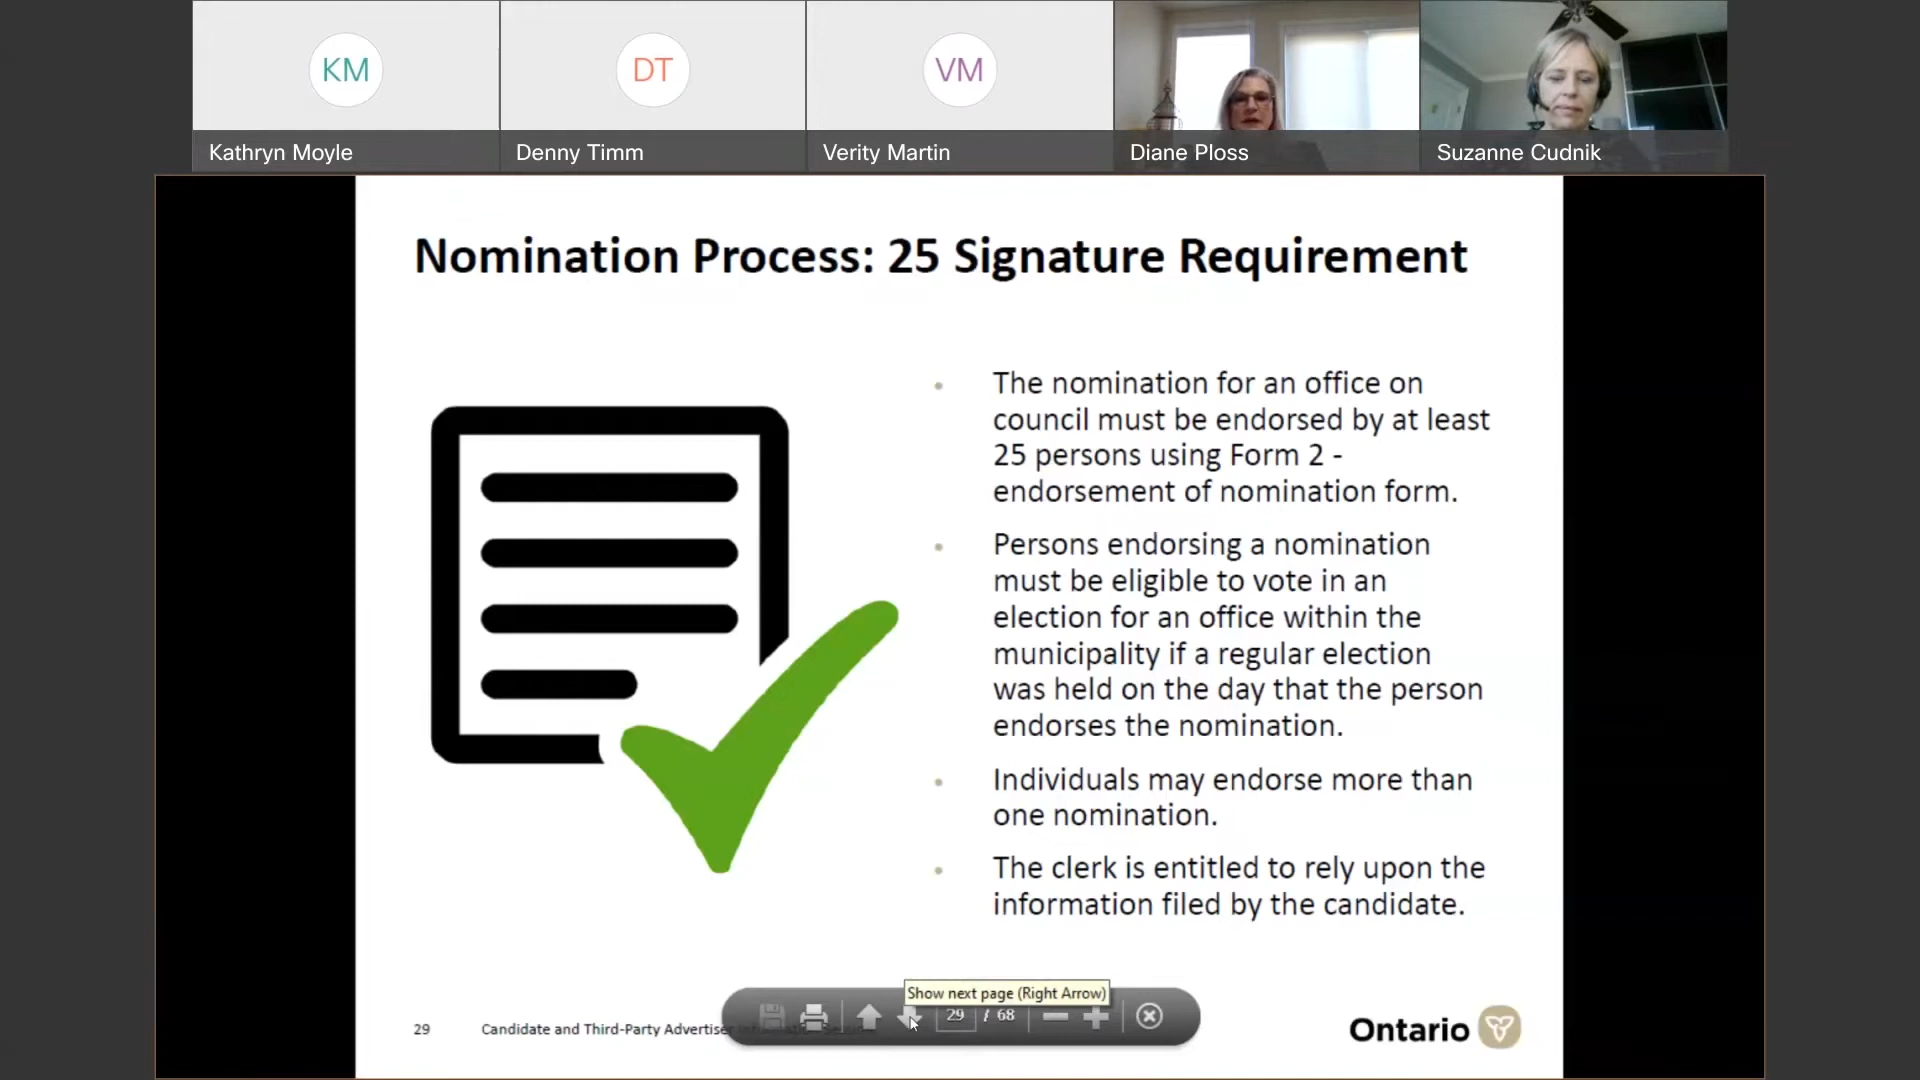 KM
DT
VM
Kathryn Moyle
Denny Timm
Verity Martin
Diane Ploss
Suzanne Cudnik
Nomination Process: 25 Signature Requirement
• The nomination for an office on
council must be endorsed by at least
25 persons using Form 2 -
endorsement of nomination form.
• Persons endorsing a nomination
must be eligible to vote in an
election for an office within the
municipality if a regular election
was held on the day that the person
endorses the nomination.
• Individuals may endorse more than
one nomination.
• The clerk is entitled to rely upon the
information filed by the candidate.
Show next page (Right Arrow)
29 / 68
29
Candidate and Third-Party Advertiser
Ontario